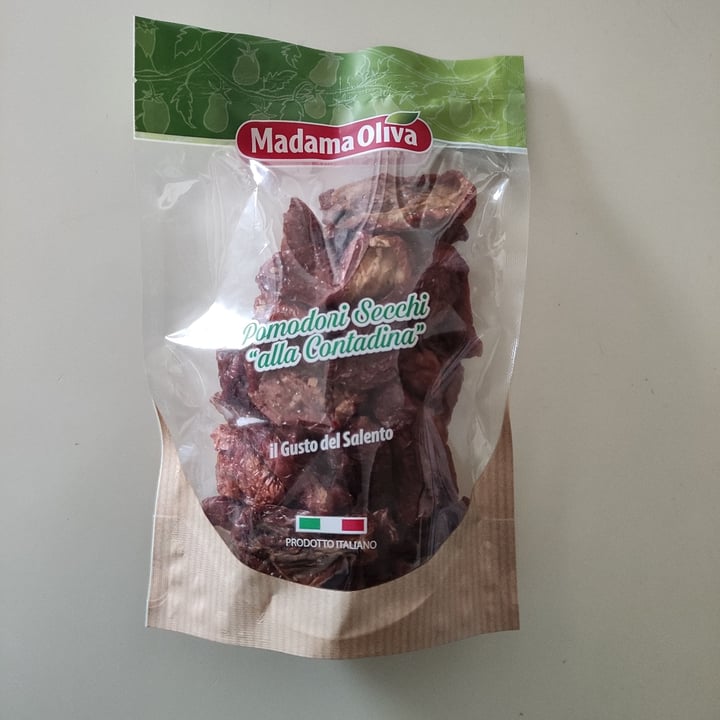 Madama Oliva
Pomodori Secchi
"alla Contadina"
il Gusto del Salento
PRODOTTO ITALIANO